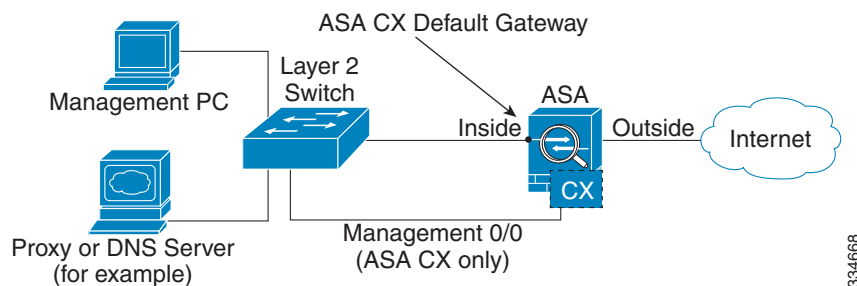 ASA CX Default Gateway
Layer 2
Switch
ASA
Management PC
Inside
Outside
Internet
CX
Proxy or DNS Server
(for example)
Management 0/0
(ASA CX only)
334668